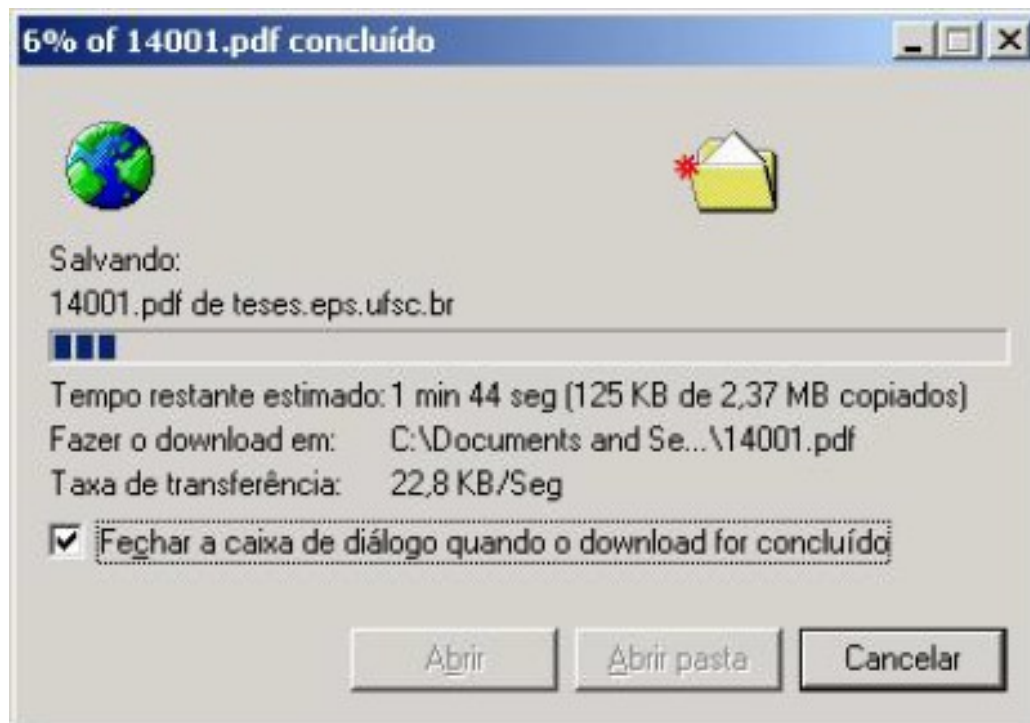 6% of 14001.pdf concluído
Salvando:
14001.pdf de teses.eps.ufsc.br
Tempo restante estimado: 1 min 44 seg (125 KB de 2,37 MB copiados)
Fazer o download em: C:\Documents and Se...\14001.pdf
Taxa de transferência: 22,8 KB/Seg
Fechar a caixa de diálogo quando o download for concluído
Abrir Abrir pasta Cancelar